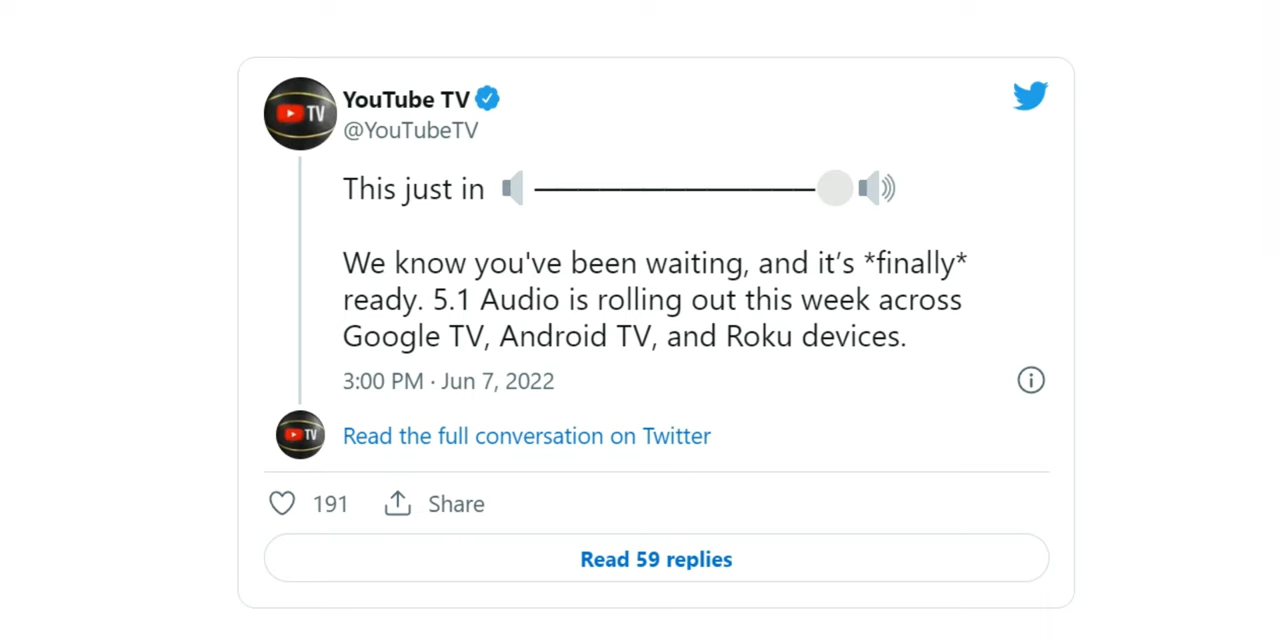 TV
YouTube TV
@YouTubeTV
This just in
We know you've been waiting, and it’s *finally*
ready. 5.1 Audio is rolling out this week across
Google TV, Android TV, and Roku devices.
3:00 PM · Jun 7, 2022
TV
Read the full conversation on Twitter
191 Share
Read 59 replies